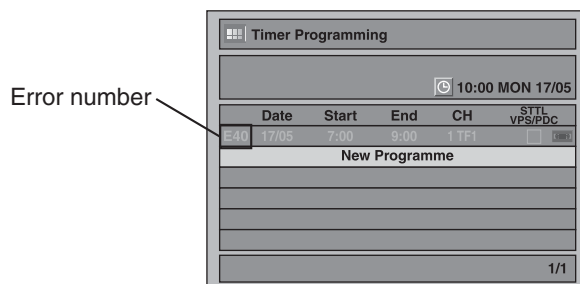 Timer Programming
10:00 MON 17/05
Error number
Date Start End CH STTL VPS/PDC
E40 17/05 7:00 9:00 1 TF1
New Programme
1/1